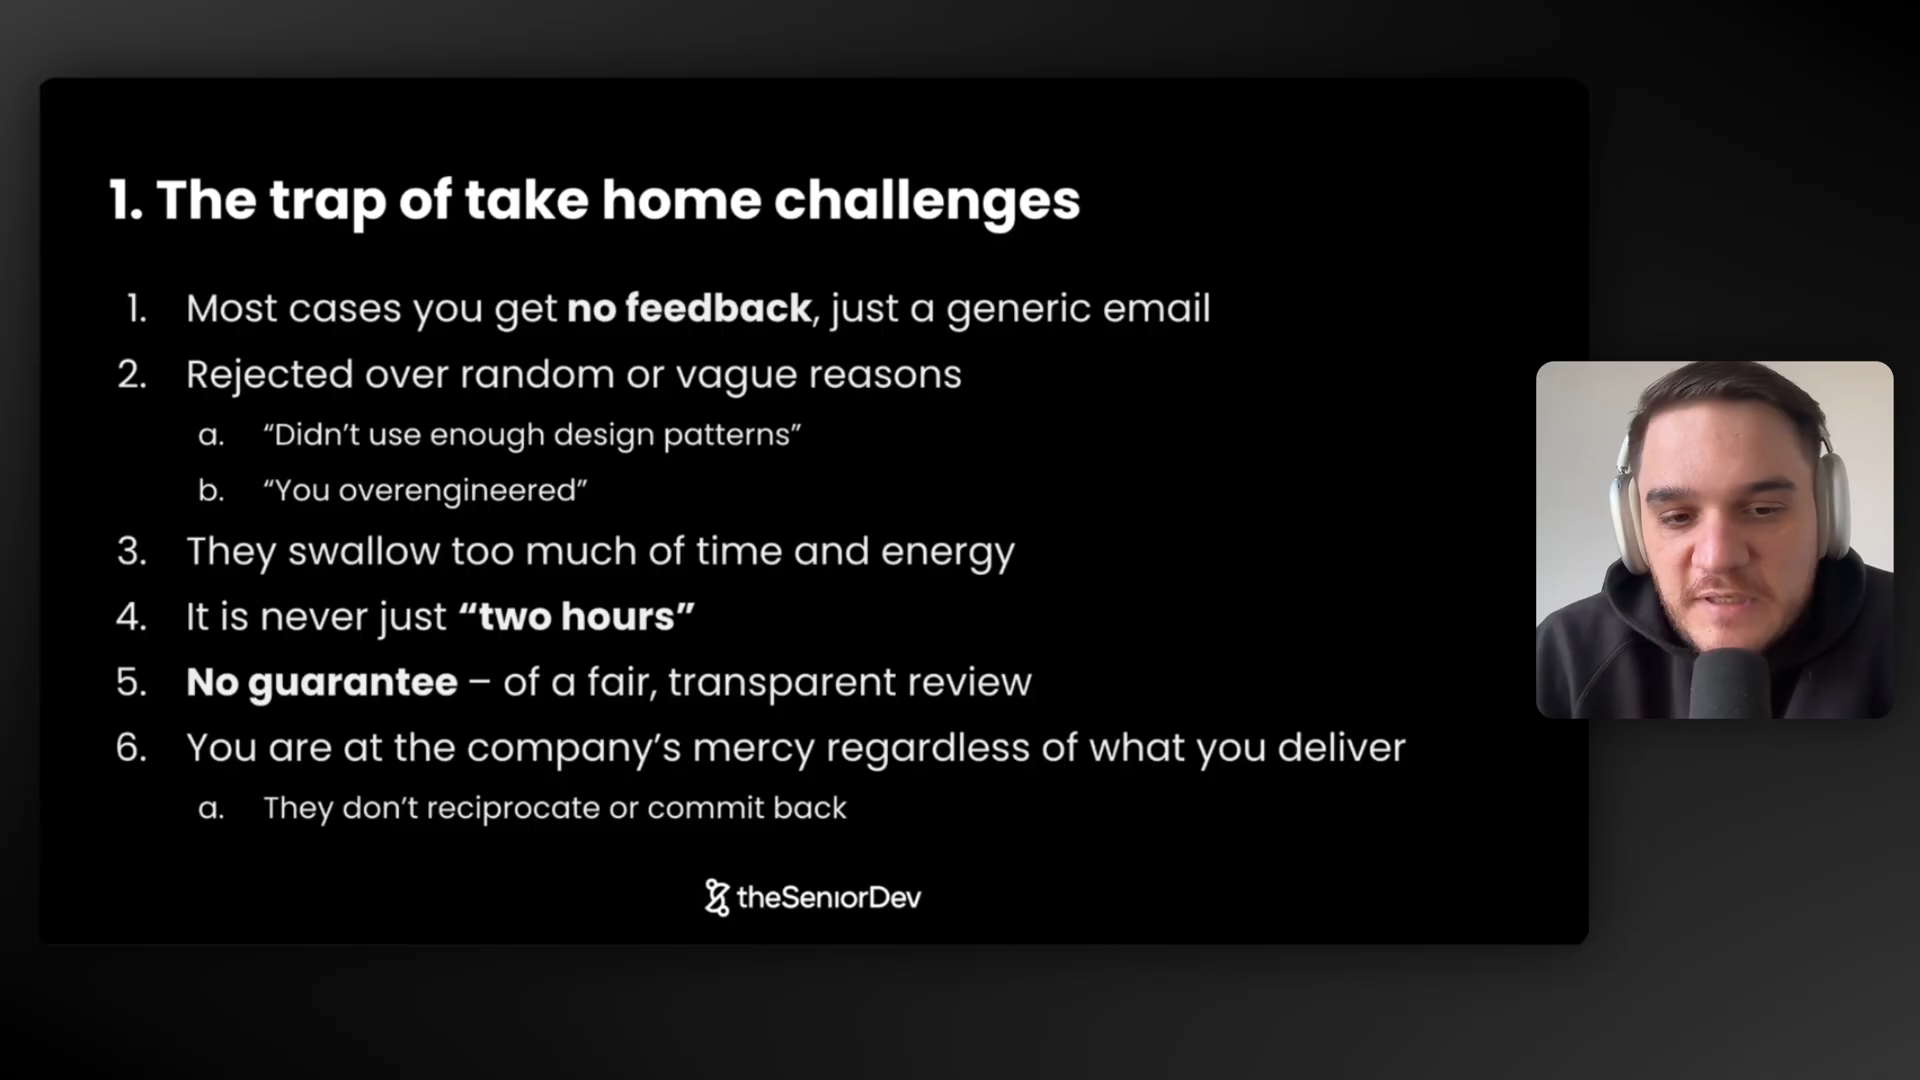 1. The trap of take home challenges
1. Most cases you get no feedback, just a generic email
2. Rejected over random or vague reasons
a. “Didn’t use enough design patterns”
b. “You overengineered”
3. They swallow too much of time and energy
4. It is never just “two hours”
5. No guarantee – of a fair, transparent review
6. You are at the company’s mercy regardless of what you deliver
a. They don’t reciprocate or commit back
theSeniorDev